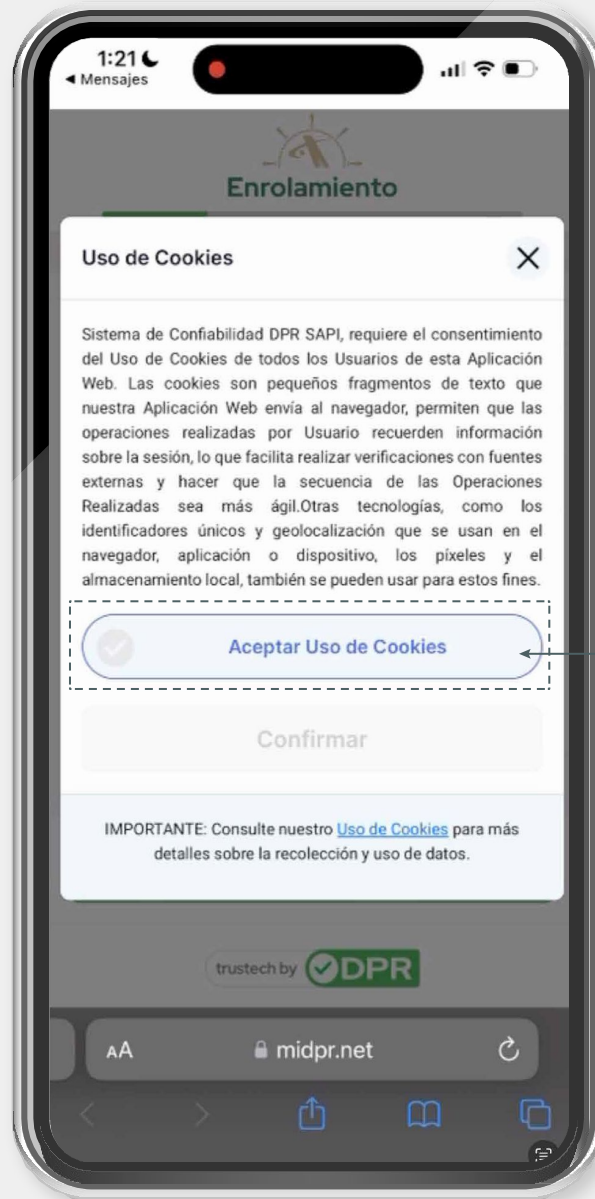 1:21
◀ Mensajes
Enrolamiento
Uso de Cookies
Sistema de Confiabilidad DPR SAPI, requiere el consentimiento
del Uso de Cookies de todos los Usuarios de esta Aplicación
Web. Las cookies son pequeños fragmentos de texto que
nuestra Aplicación Web envía al navegador, permiten que las
operaciones realizadas por Usuario recuerden información
sobre la sesión, lo que facilita realizar verificaciones con fuentes
externas y hacer que la secuencia de las Operaciones
Realizadas sea más ágil.Otras tecnologías, como los
identificadores únicos y geolocalización que se usan en el
navegador, aplicación o dispositivo, los píxeles y el
almacenamiento local, también se pueden usar para estos fines.
Aceptar Uso de Cookies
Confirmar
IMPORTANTE: Consulte nuestro Uso de Cookies para más
detalles sobre la recolección y uso de datos.
trustech by DPR
AA midpr.net